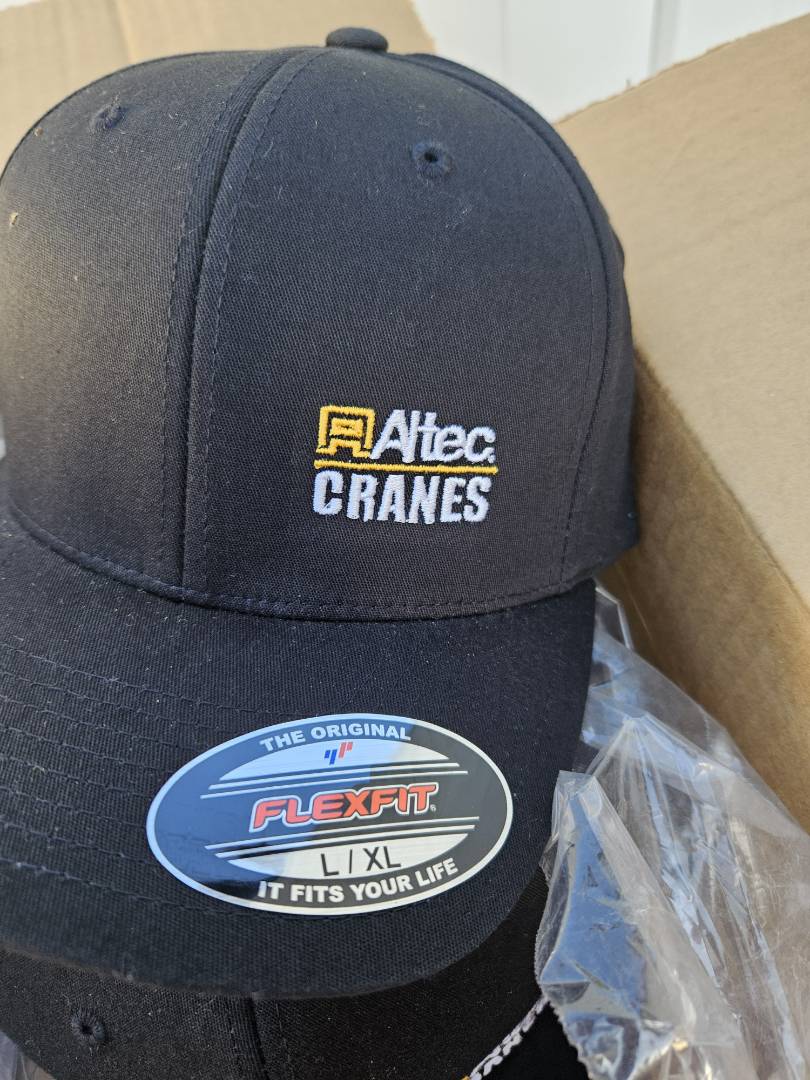 Altec
CRANES
THE ORIGINAL
FLEXFIT
L / XL
IT FITS YOUR LIFE